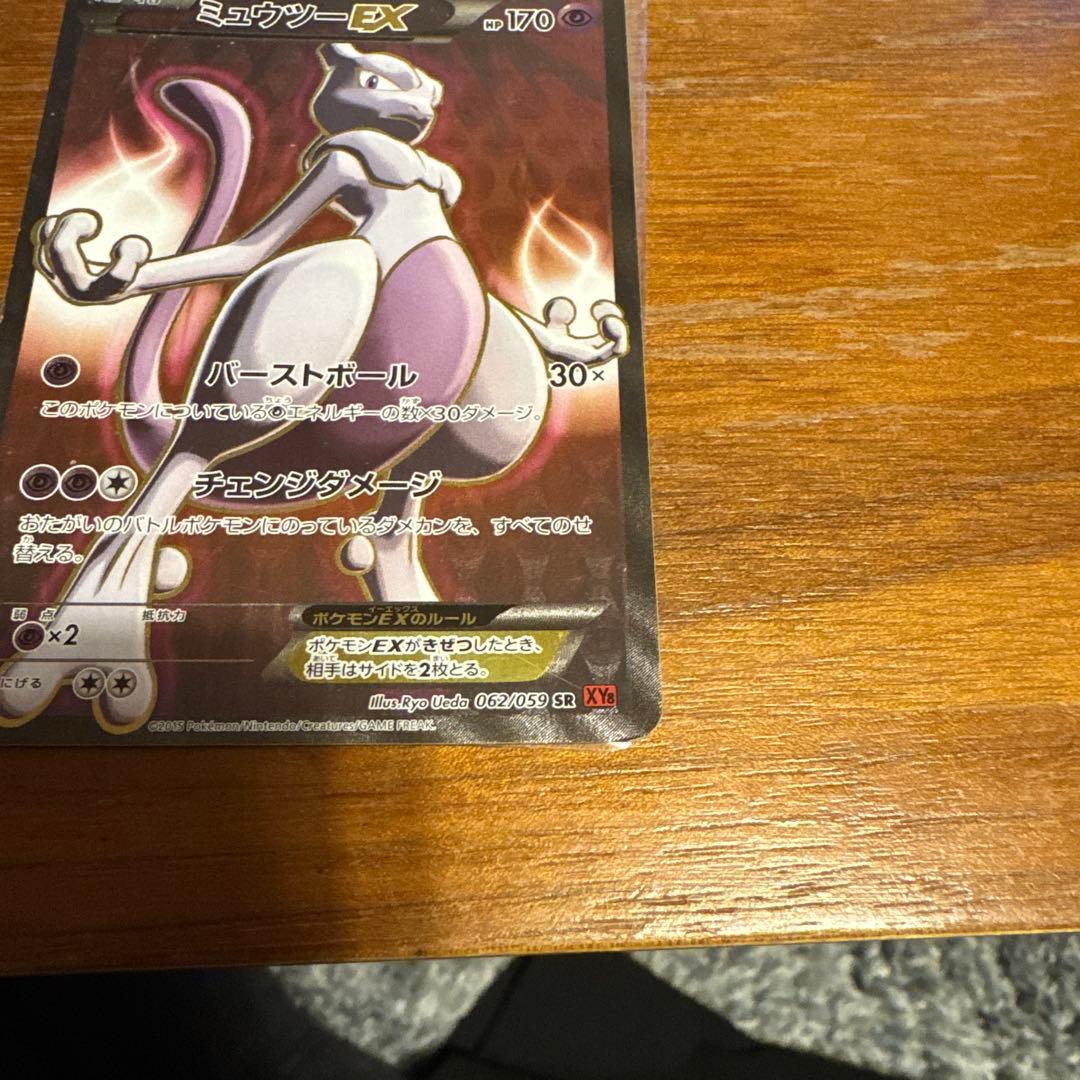 ミュウツーEX HP170
バーストボール 30×
このポケモンについているエネルギーの数×30ダメージ。
チェンジダメージ
おたがいのバトルポケモンにのっているダメカンを、すべてのせ
替える。
弱点 抵抗力
×2
にげる
ポケモンEXのルール
ポケモンEXがきぜつしたとき、
相手はサイドを2枚とる。
Illus.Ryo Ueda 062/059 SR XY8
©2015 Pokémon/Nintendo/Creatures/GAME FREAK.